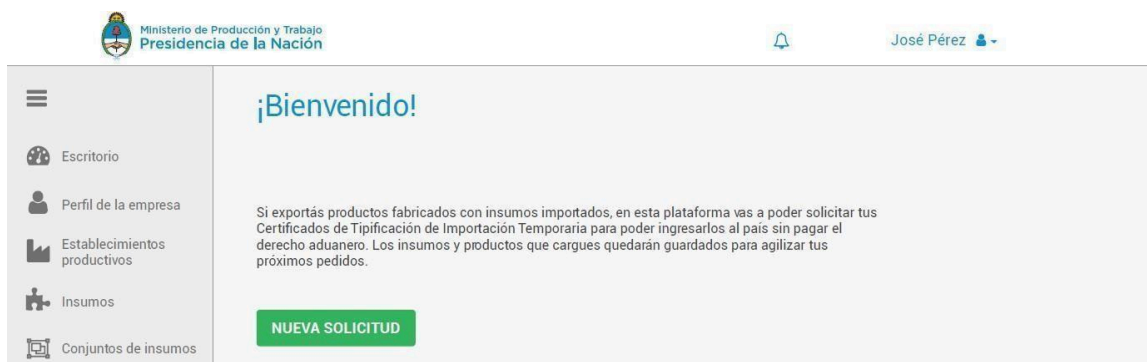 Ministerio de Producción y Trabajo
Presidencia de la Nación
José Pérez
¡Bienvenido!
Escritorio
Perfil de la empresa
Establecimientos
productivos
Insumos
Conjuntos de insumos
Si exportás productos fabricados con insumos importados, en esta plataforma vas a poder solicitar tus
Certificados de Tipificación de Importación Temporaria para poder ingresarlos al país sin pagar el
derecho aduanero. Los insumos y productos que cargues quedarán guardados para agilizar tus
próximos pedidos.
NUEVA SOLICITUD